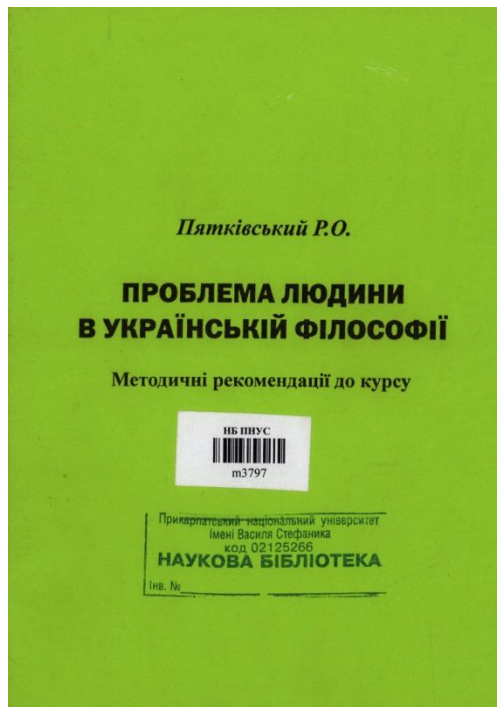 Пятківський Р.О.
ПРОБЛЕМА ЛЮДИНИ
В УКРАЇНСЬКІЙ ФІЛОСОФІЇ
Методичні рекомендації до курсу
НБ ПНУС
m3797
Прикарпатський національний університет
імені Василя Стефаника
код 02125266
НАУКОВА БІБЛІОТЕКА
Інв. №